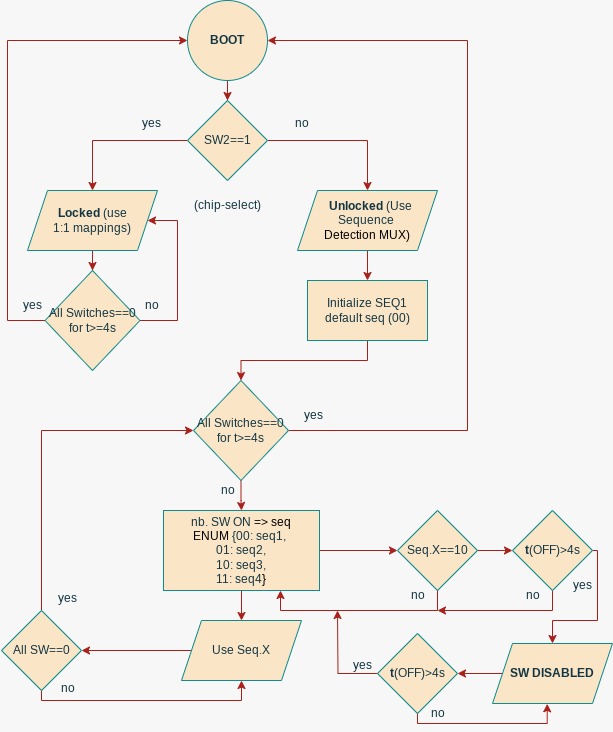 BOOT
yes
no
SW2==1
(chip-select)
Locked (use
1:1 mappings)
Unlocked (Use
Sequence
Detection MUX)
yes
All Switches==0
for t>=4s
no
Initialize SEQ1
default seq (00)
All Switches==0
for t>=4s
yes
no
nb. SW ON => seq
ENUM {00: seq1,
01: seq2,
10: seq3,
11: seq4}
Seq.X==10
t(OFF)>4s
no
no
yes
yes
All SW==0
Use Seq.X
no
yes
t(OFF)>4s
SW DISABLED
no